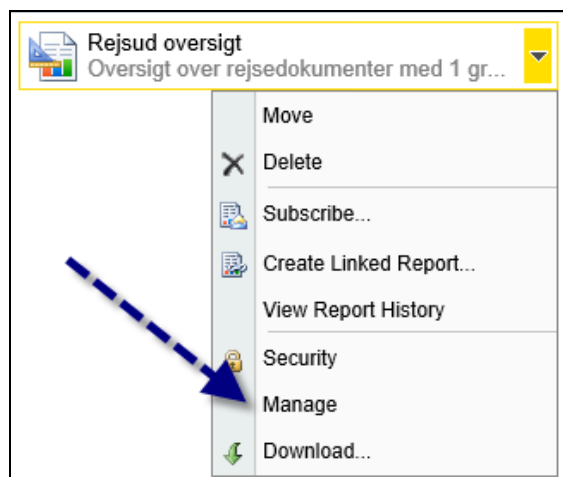 Rejsud oversigt
Oversigt over rejsedokumenter med 1 gr...
Move
Delete
Subscribe...
Create Linked Report...
View Report History
Security
Manage
Download...